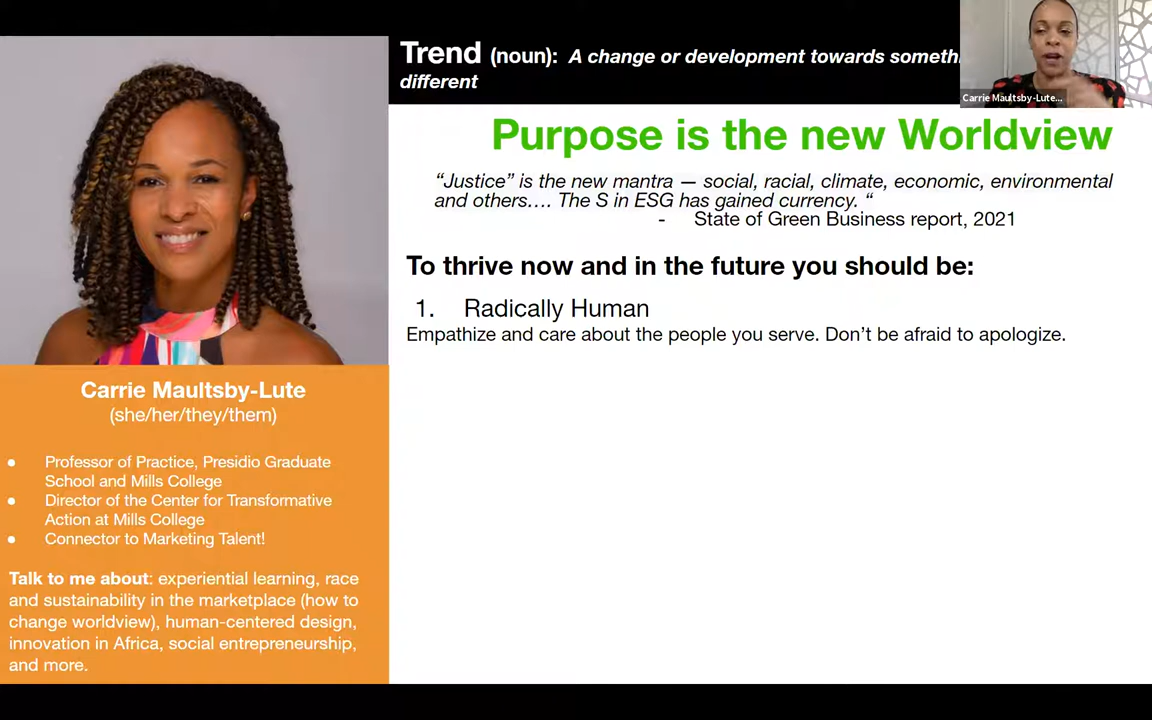 Trend (noun): A change or development towards
different
Carrie Maultsby-Lute...
Purpose is the new Worldview
“Justice” is the new mantra — social, racial, climate, economic, environmental
and others…. The S in ESG has gained currency. “
- State of Green Business report, 2021
To thrive now and in the future you should be:
1. Radically Human
Empathize and care about the people you serve. Don’t be afraid to apologize.
Carrie Maultsby-Lute
(she/her/they/them)
● Professor of Practice, Presidio Graduate
School and Mills College
● Director of the Center for Transformative
Action at Mills College
● Connector to Marketing Talent!
Talk to me about: experiential learning, race
and sustainability in the marketplace (how to
change worldview), human-centered design,
innovation in Africa, social entrepreneurship,
and more.